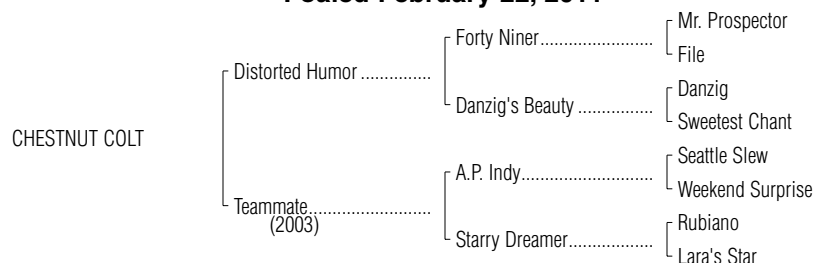 Foaled February 22,
Mr. Prospector
Forty Niner
File
Distorted Humor
Danzig
Danzig's Beauty
Sweetest Chant
CHESTNUT COLT
Seattle Slew
A.P. Indy
Weekend Surprise
Teammate
(2003)
Rubiano
Starry Dreamer
Lara's Star